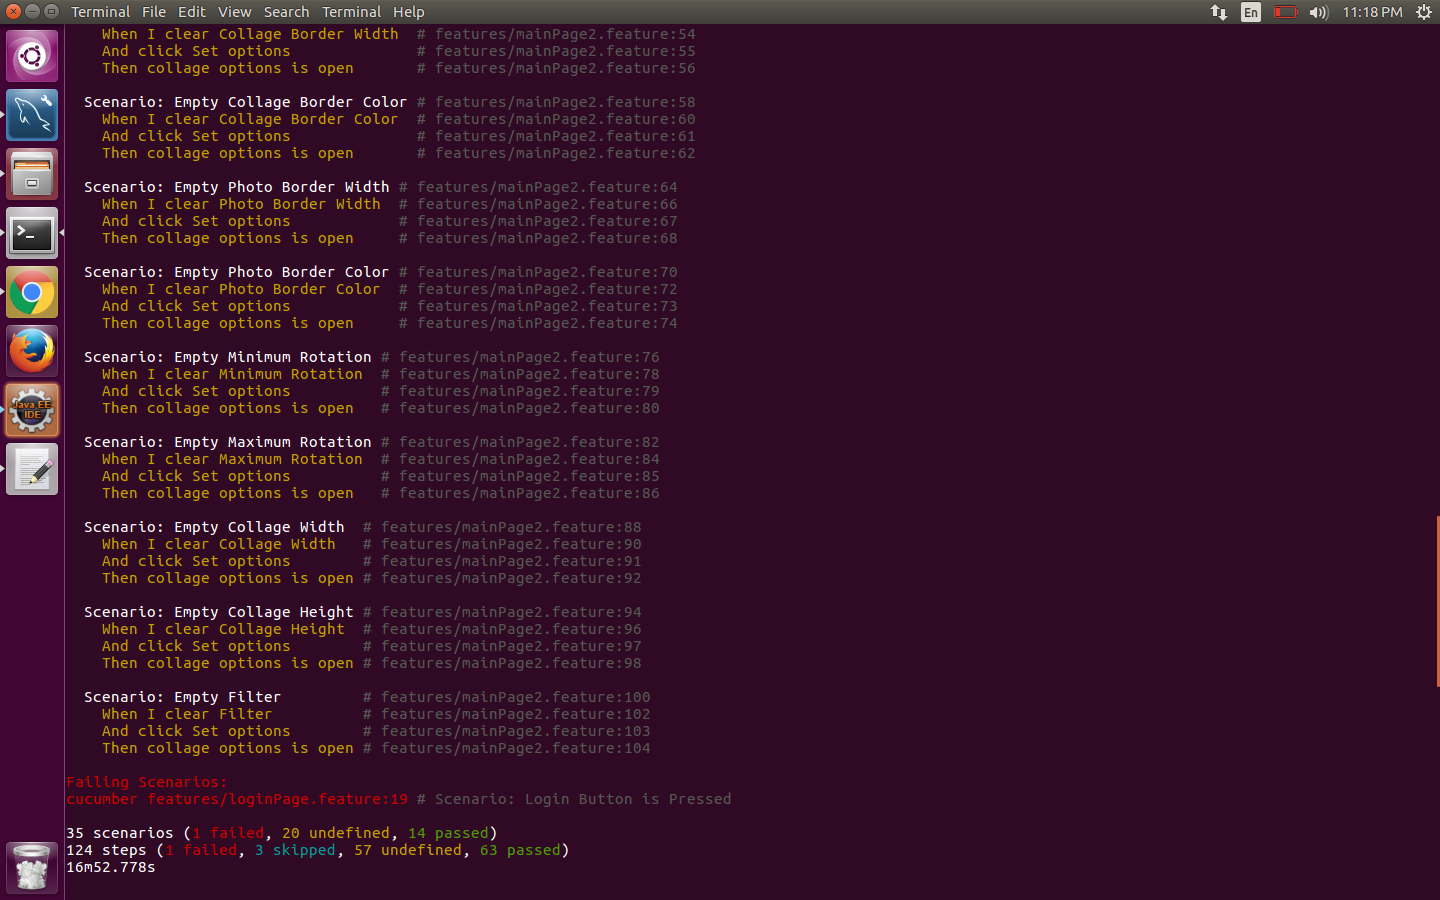 Terminal File Edit View Search Terminal Help En 11:18 PM
When I clear Collage Border Width # features/mainPage2.feature:54
And click Set options # features/mainPage2.feature:55
Then collage options is open # features/mainPage2.feature:56
Scenario: Empty Collage Border Color # features/mainPage2.feature:58
When I clear Collage Border Color # features/mainPage2.feature:60
And click Set options # features/mainPage2.feature:61
Then collage options is open # features/mainPage2.feature:62
Scenario: Empty Photo Border Width # features/mainPage2.feature:64
When I clear Photo Border Width # features/mainPage2.feature:66
And click Set options # features/mainPage2.feature:67
Then collage options is open # features/mainPage2.feature:68
Scenario: Empty Photo Border Color # features/mainPage2.feature:70
When I clear Photo Border Color # features/mainPage2.feature:72
And click Set options # features/mainPage2.feature:73
Then collage options is open # features/mainPage2.feature:74
Scenario: Empty Minimum Rotation # features/mainPage2.feature:76
When I clear Minimum Rotation # features/mainPage2.feature:78
And click Set options # features/mainPage2.feature:79
Then collage options is open # features/mainPage2.feature:80
Java EE
IDE
Scenario: Empty Maximum Rotation # features/mainPage2.feature:82
When I clear Maximum Rotation # features/mainPage2.feature:84
And click Set options # features/mainPage2.feature:85
Then collage options is open # features/mainPage2.feature:86
Scenario: Empty Collage Width # features/mainPage2.feature:88
When I clear Collage Width # features/mainPage2.feature:90
And click Set options # features/mainPage2.feature:91
Then collage options is open # features/mainPage2.feature:92
Scenario: Empty Collage Height # features/mainPage2.feature:94
When I clear Collage Height # features/mainPage2.feature:96
And click Set options # features/mainPage2.feature:97
Then collage options is open # features/mainPage2.feature:98
Scenario: Empty Filter # features/mainPage2.feature:100
When I clear Filter # features/mainPage2.feature:102
And click Set options # features/mainPage2.feature:103
Then collage options is open # features/mainPage2.feature:104
Failing Scenarios:
cucumber features/loginPage.feature:19 # Scenario: Login Button is Pressed
35 scenarios (1 failed, 20 undefined, 14 passed)
124 steps (1 failed, 3 skipped, 57 undefined, 63 passed)
16m52.778s